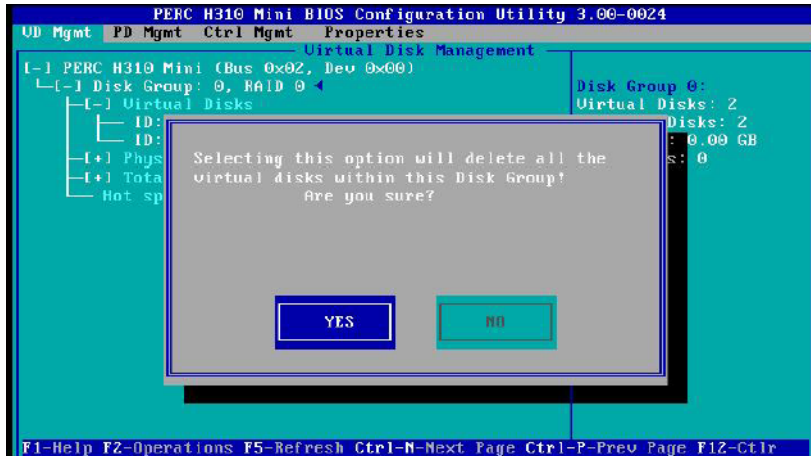 PERC H310 Mini BIOS Configuration Utility 3.00-0024
VD Mgmt PD Mgmt Ctrl Mgmt Properties
Virtual Disk Management
[-] PERC H310 Mini (Bus 0x02, Dev 0x00)
[-] Disk Group: 0, RAID 0
[-] Virtual Disks
ID:
ID:
[+] Phys
[+] Tota
Hot sp
Disk Group 0:
Virtual Disks: 2
Disks: 2
: 0.00 GB
s: 0
Selecting this option will delete all the
virtual disks within this Disk Group!
Are you sure?
YES
NO
F1-Help F2-Operations F5-Refresh Ctrl-N-Next Page Ctrl-P-Prev Page F12-Ctlr